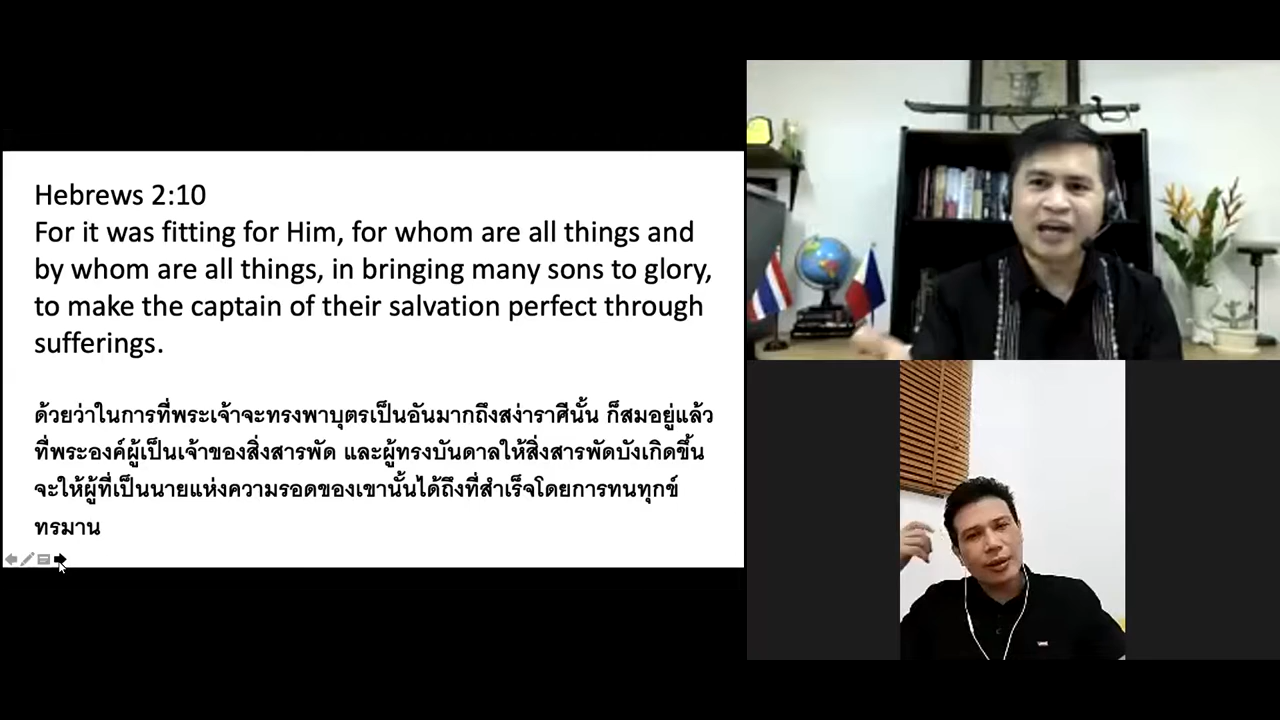 Hebrews 2:10
For it was fitting for Him, for whom are all things and
by whom are all things, in bringing many sons to glory,
to make the captain of their salvation perfect through
sufferings.
ด้วยว่าในการที่พระเจ้าจะทรงพาบุตรเป็นอันมากถึงสง่าราศีนั้น ก็สมอยู่แล้ว
ที่พระองค์ผู้เป็นเจ้าของสิ่งสารพัด และผู้ทรงบันดาลให้สิ่งสารพัดบังเกิดขึ้น
จะให้ผู้ที่เป็นนายแห่งความรอดของเขานั้นได้ถึงที่สำเร็จโดยการทนทุกข์
ทรมาน